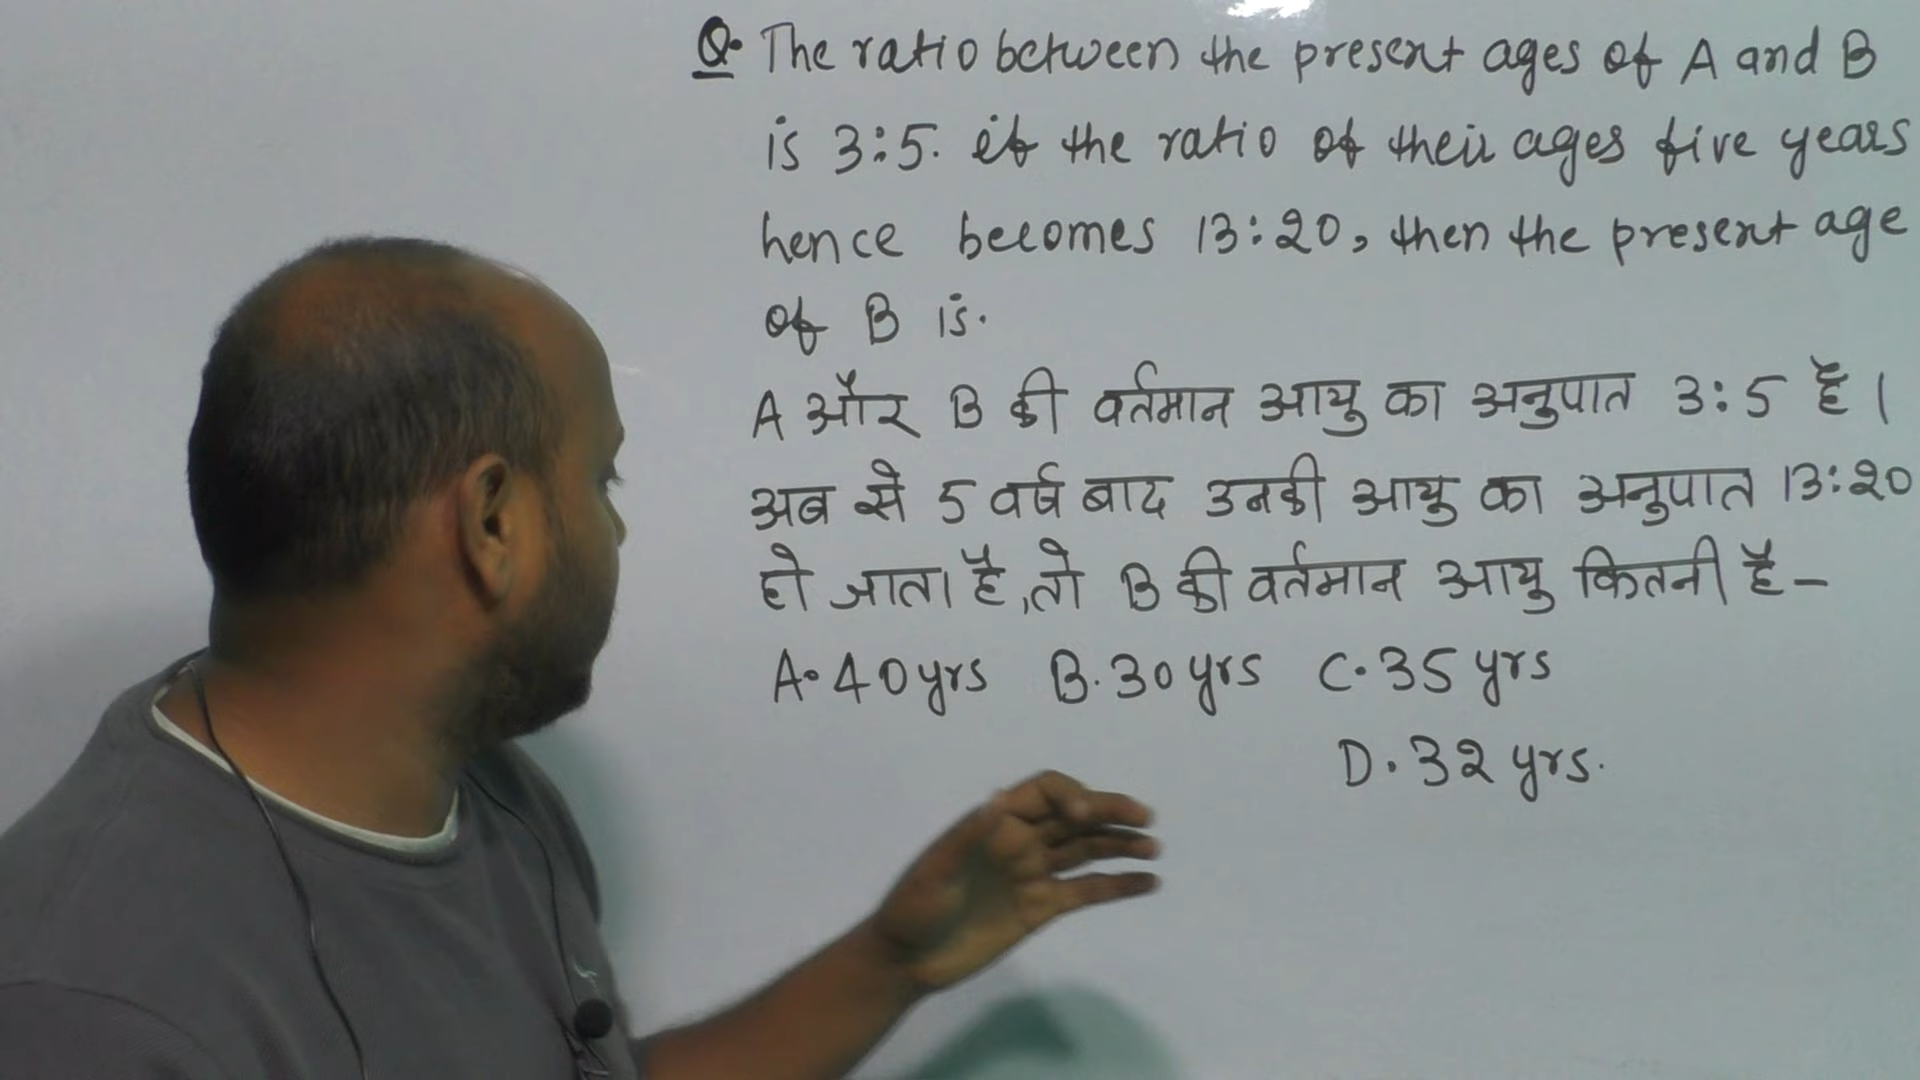 Q. The ratio between the present ages of A and B
is 3:5. if the ratio of their ages five years
hence becomes 13:20, then the present age
of B is.
A और B की वर्तमान आयु का अनुपात 3:5 है।
अब से 5 वर्ष बाद उनकी आयु का अनुपात 13:20
हो जाता है, तो B की वर्तमान आयु कितनी है–
A. 40 yrs B. 30 yrs C. 35 yrs
D. 32 yrs.